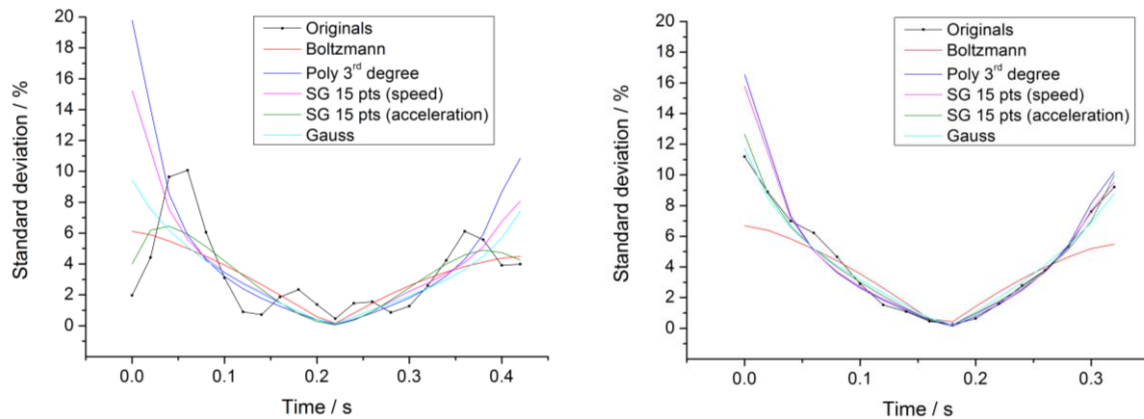 20
18
16
14
12
10
8
6
4
2
0
Standard deviation / %
Originals
Boltzmann
Poly 3rd degree
SG 15 pts (speed)
SG 15 pts (acceleration)
Gauss
0.0 0.1 0.2 0.3 0.4
Time / s
20
18
16
14
12
10
8
6
4
2
0
Standard deviation / %
Originals
Boltzmann
Poly 3rd degree
SG 15 pts (speed)
SG 15 pts (acceleration)
Gauss
0.0 0.1 0.2 0.3
Time / s